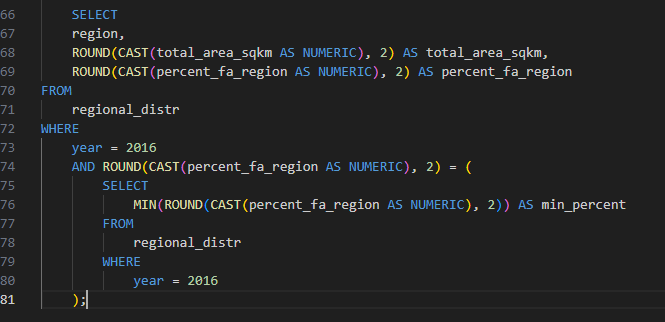 66 SELECT
67 region,
68 ROUND(CAST(total_area_sqkm AS NUMERIC), 2) AS total_area_sqkm,
69 ROUND(CAST(percent_fa_region AS NUMERIC), 2) AS percent_fa_region
70 FROM
71 regional_distr
72 WHERE
73 year = 2016
74 AND ROUND(CAST(percent_fa_region AS NUMERIC), 2) = (
75 SELECT
76 MIN(ROUND(CAST(percent_fa_region AS NUMERIC), 2)) AS min_percent
77 FROM
78 regional_distr
79 WHERE
80 year = 2016
81 );